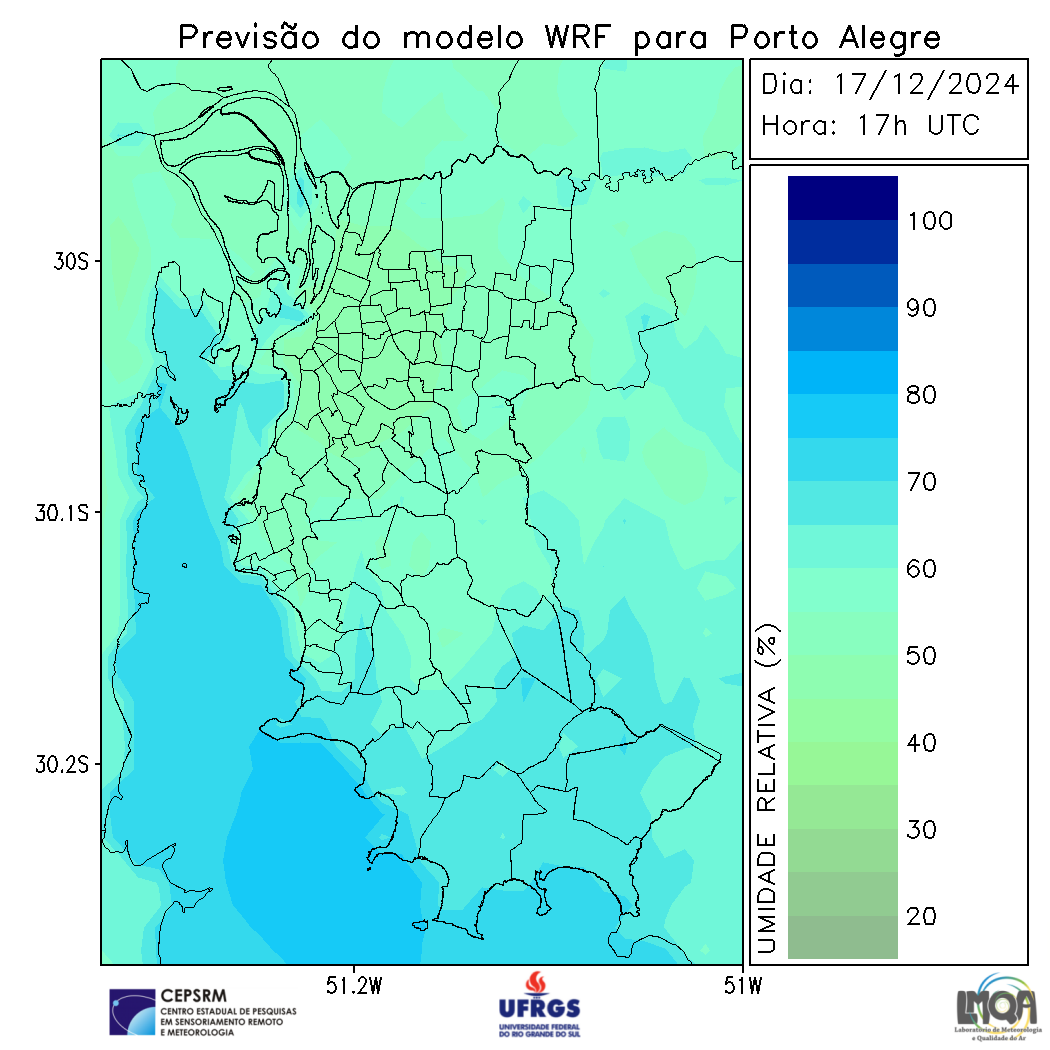 Previsão do modelo WRF para Porto Alegre
Dia: 17/12/2024
Hora: 17h UTC
100
90
80
70
60
50
40
30
20
UMIDADE RELATIVA (%)
30S
30.1S
30.2S
51.2W
51W
CEPSRM
CENTRO ESTADUAL DE PESQUISAS
EM SENSORIAMENTO REMOTO
E METEOROLOGIA
UFRGS
UNIVERSIDADE FEDERAL
DO RIO GRANDE DO SUL
LMQA
Laboratório de Meteorologia
e Qualidade do Ar